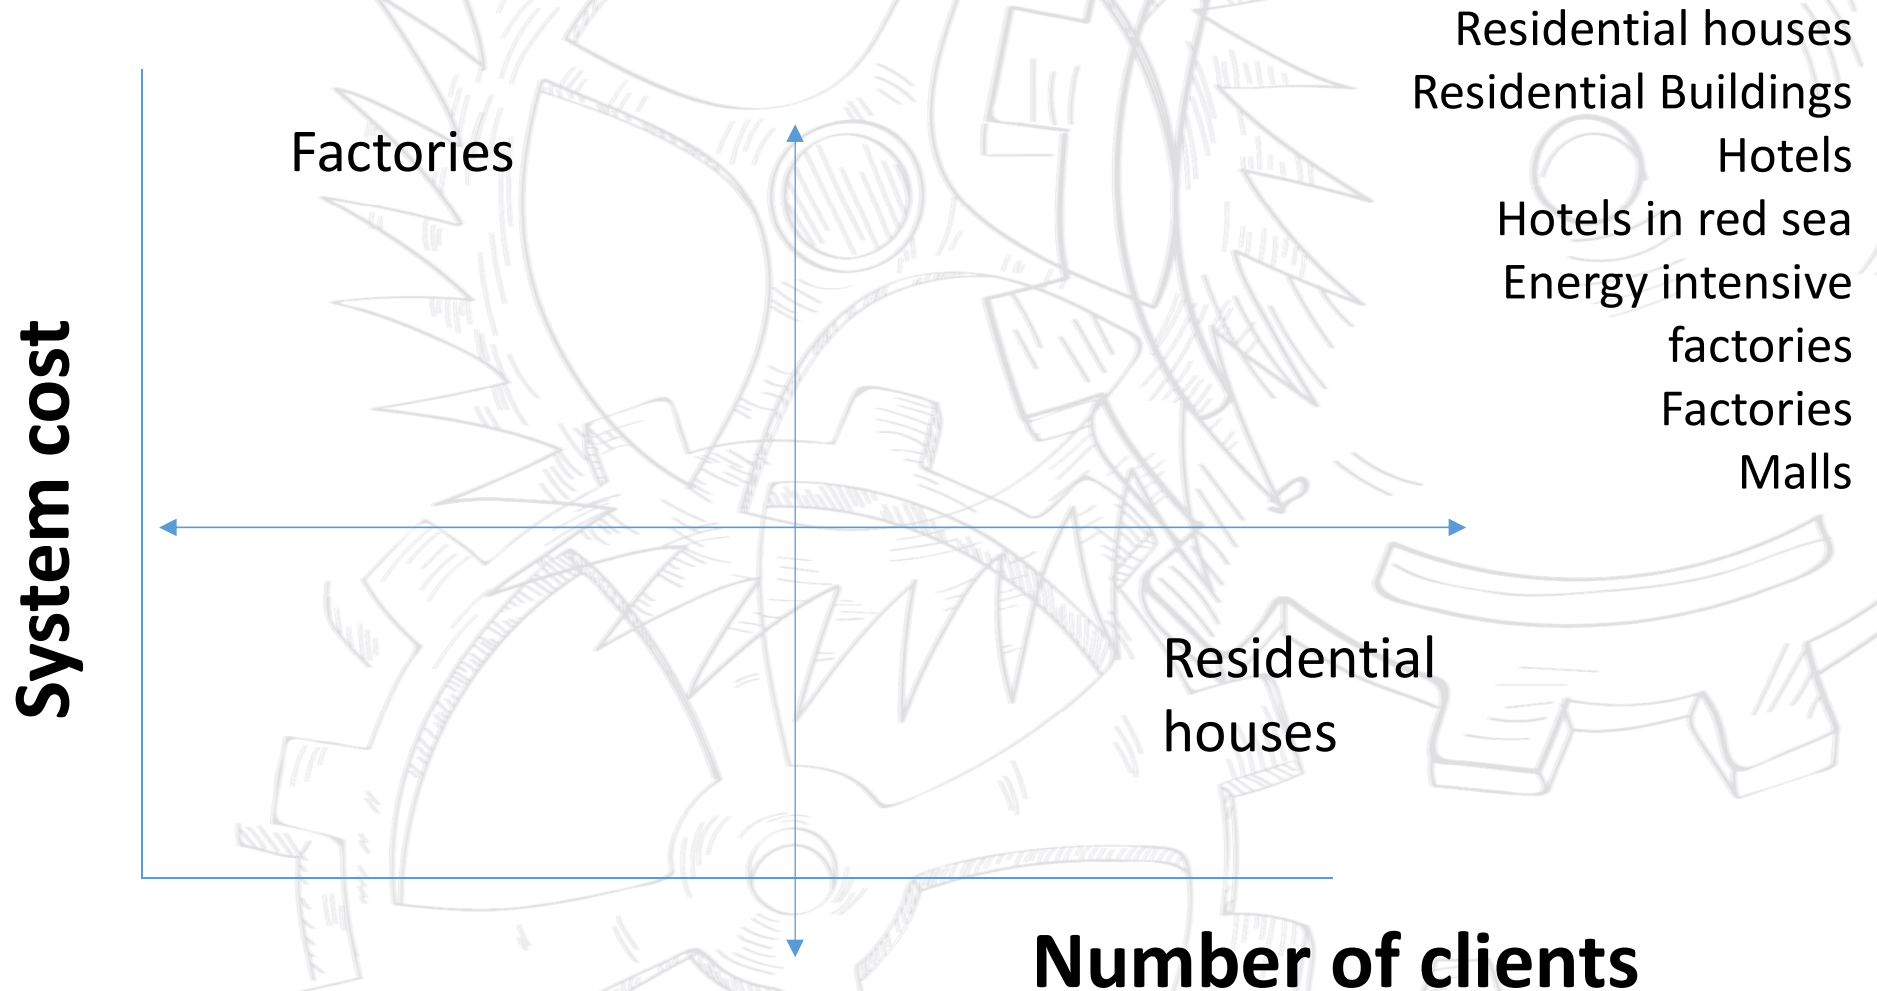 Residential houses
Residential Buildings
Hotels
Hotels in red sea
Energy intensive
factories
Factories
Malls
Factories
System cost
Residential
houses
Number of clients